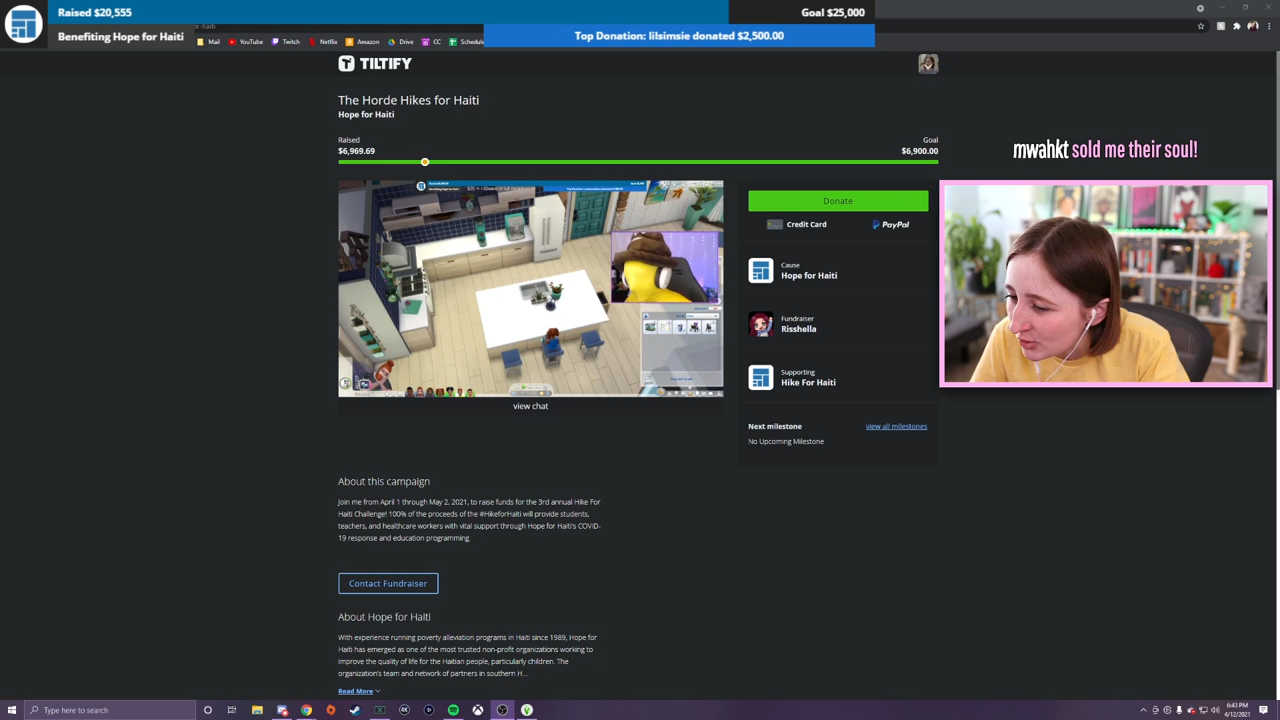 Raised $20,555
Goal $25,000
Benefiting Hope for Haiti
Top Donation: lilsimsie donated $2,500.00
Mail
YouTube
Twitch
Netflix
Amazon
Drive
CC
Schedule
TILTIFY
The Horde Hikes for Haiti
Hope for Haiti
Raised
Goal
$6,969.69
$6,900.00
mwahkt sold me their soul!
Donate
Credit Card
PayPal
Cause
Hope for Haiti
Fundraiser
Risshella
Supporting
Hike For Haiti
view chat
Next milestone
view all milestones
No Upcoming Milestone
About this campaign
Join me from April 1 through May 2, 2021, to raise funds for the 3rd annual Hike For
Haiti Challenge! 100% of the proceeds of the #HikeforHaiti will provide students,
teachers, and healthcare workers with vital support through Hope for Haiti's COVID-
19 response and education programming.
Contact Fundraiser
About Hope for Haiti
With experience running poverty alleviation programs in Haiti since 1989, Hope for
Haiti has emerged as one of the most trusted non-profit organizations working to
improve the quality of life for the Haitian people, particularly children. The
organization's team and network of partners in southern H...
Read More
Type here to search
6:43 PM
4/12/2021